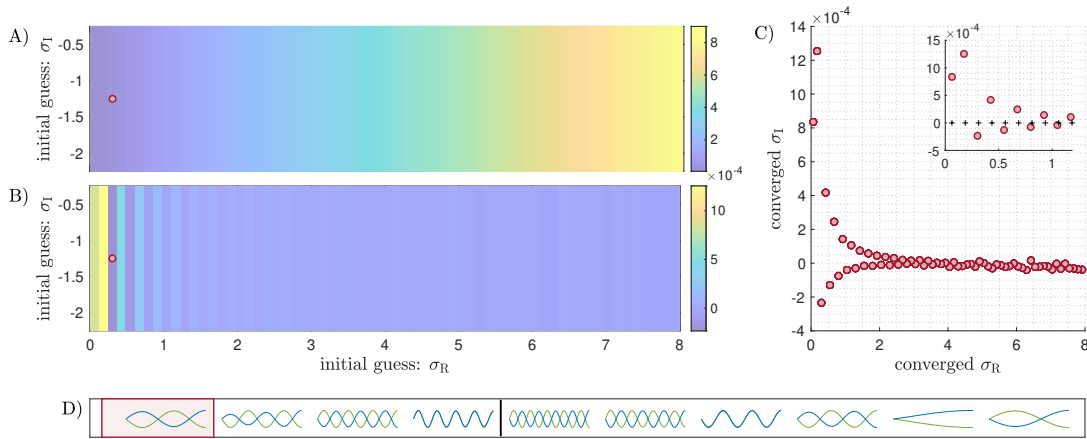 A)
initial guess: σI
-0.5
-1
-1.5
-2
8
6
4
2
×10-4
B)
initial guess: σI
-0.5
-1
-1.5
-2
10
5
0
0 1 2 3 4 5 6 7 8
initial guess: σR
C)
×10-4
converged σI
14
12
10
8
6
4
2
0
-2
-4
0 2 4 6 8
converged σR
×10-4
15
10
5
0
-5
0 0.5 1
D)